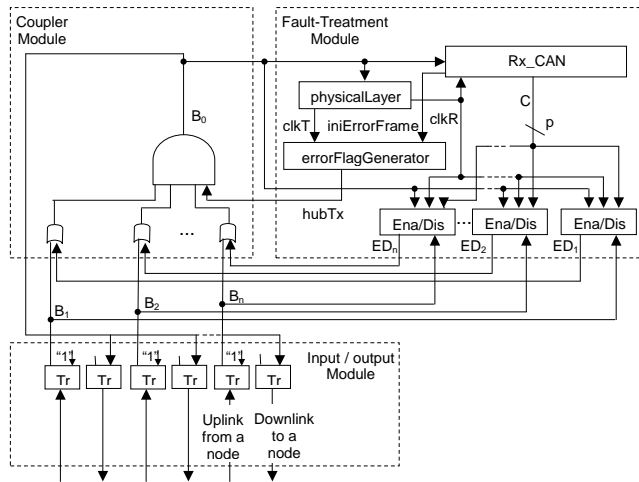 Coupler
Module
Fault-Treatment
Module
Rx_CAN
physicalLayer
B0
C
p
clkT
iniErrorFrame
clkR
errorFlagGenerator
hubTx
...
Ena/Dis
...
Ena/Dis
Ena/Dis
EDn
ED2
ED1
B1
B2
Bn
Input / output
Module
"1"
"1"
"1"
Tr
Tr
Tr
Tr
Tr
Tr
Uplink
from a
node
Downlink
to a
node